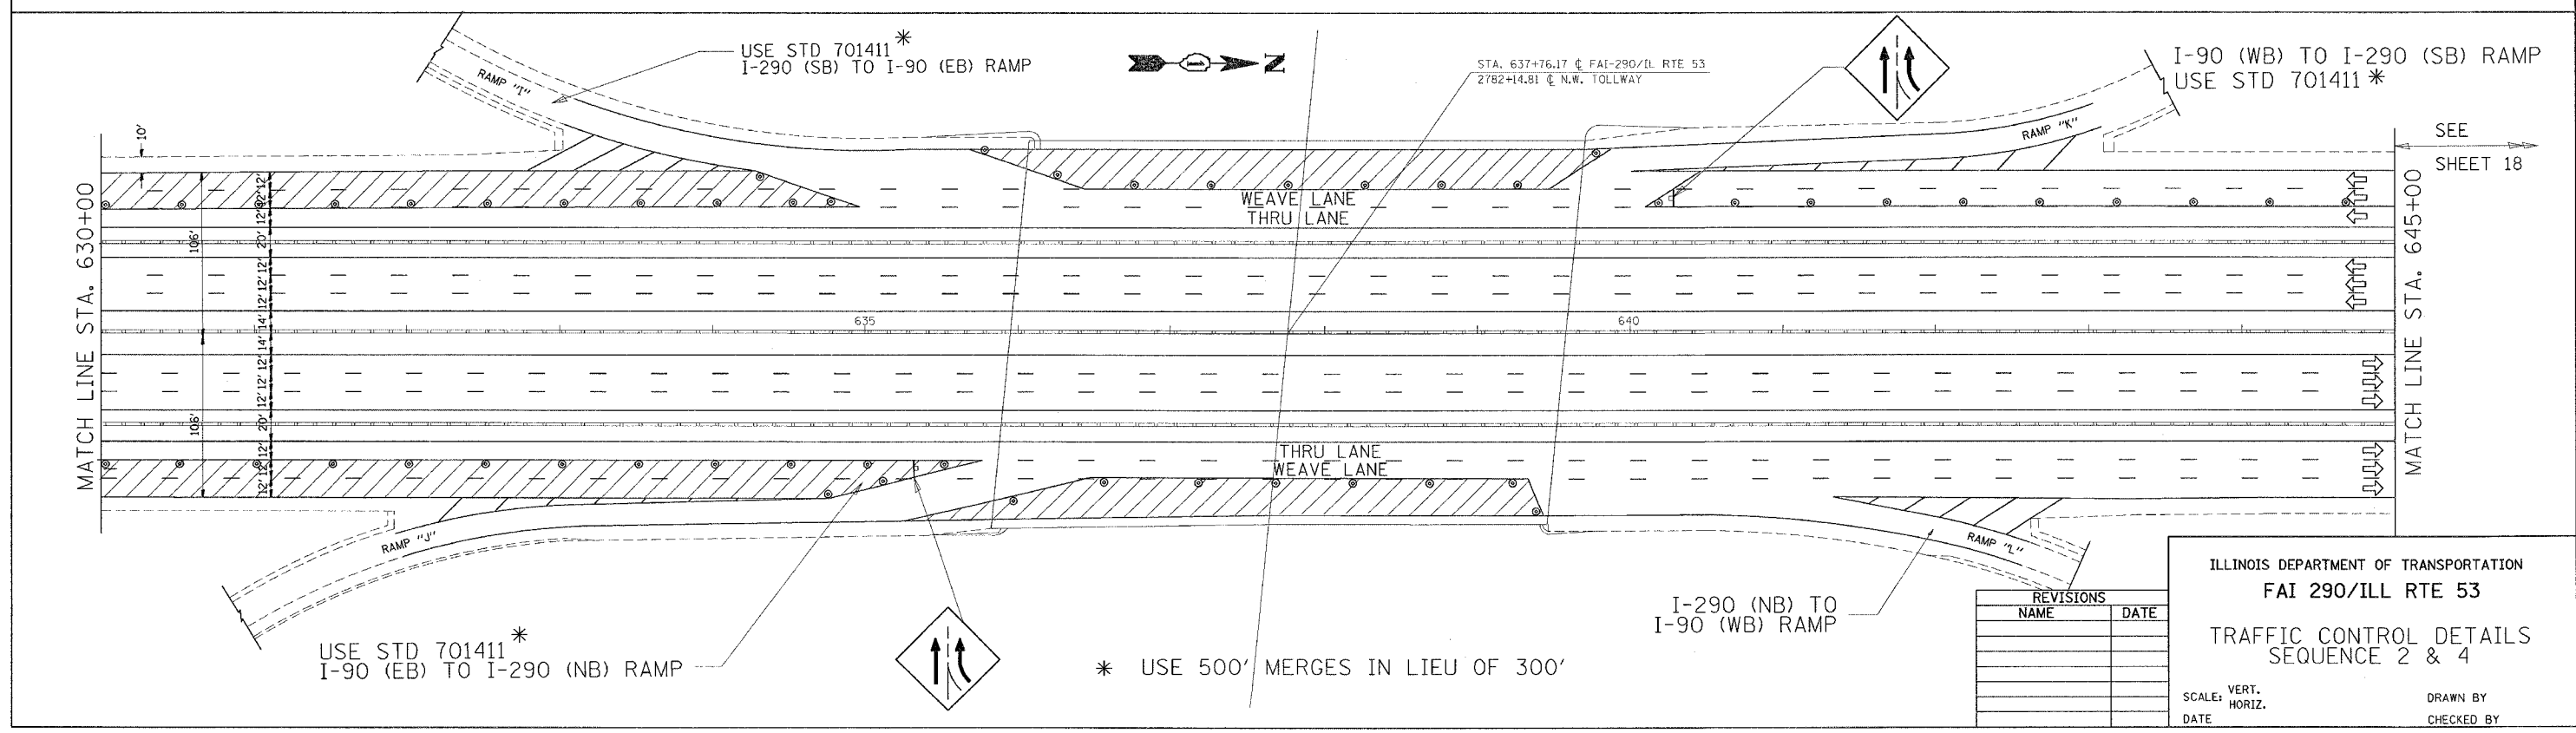 USE STD 701411 *
I-290 (SB) TO I-90 (EB) RAMP
RAMP "T"
N
STA. 637+76.17 ℄ FAI-290/IL RTE 53
2782+14.81 ℄ N.W. TOLLWAY
I-90 (WB) TO I-290 (SB) RAMP
USE STD 701411 *
RAMP "K"
SEE
SHEET 18
MATCH LINE STA. 630+00
10'
106'
12' 12' 12' 20' 12' 12' 12' 14'
WEAVE LANE
THRU LANE
635
640
MATCH LINE STA. 645+00
106'
14' 12' 12' 12' 20' 12' 12' 12'
THRU LANE
WEAVE LANE
RAMP "J"
RAMP "L"
USE STD 701411 *
I-90 (EB) TO I-290 (NB) RAMP
* USE 500' MERGES IN LIEU OF 300'
I-290 (NB) TO
I-90 (WB) RAMP
REVISIONS
NAME DATE
ILLINOIS DEPARTMENT OF TRANSPORTATION
FAI 290/ILL RTE 53
TRAFFIC CONTROL DETAILS
SEQUENCE 2 & 4
SCALE: VERT.
HORIZ.
DRAWN BY
DATE
CHECKED BY